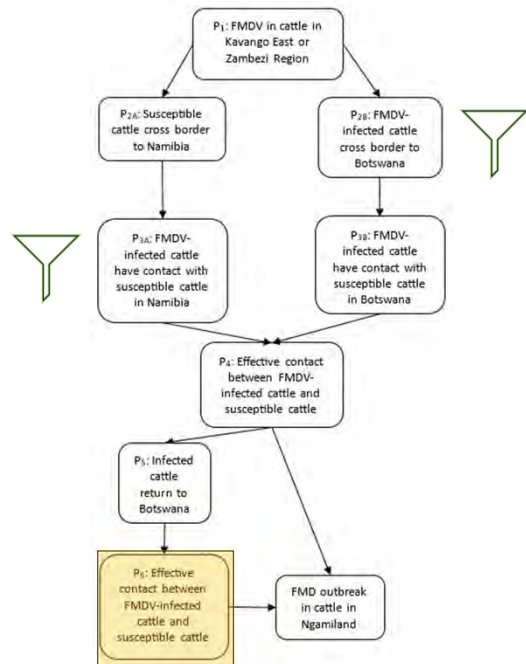 P₁: FMDV in cattle in
Kavango East or
Zambezi Region
P₂A: Susceptible
cattle cross border
to Namibia
P₂B: FMDV-
infected cattle
cross border to
Botswana
P₃A: FMDV-
infected cattle
have contact with
susceptible cattle
in Namibia
P₃B: FMDV-
infected cattle
have contact with
susceptible cattle
in Botswana
P₄: Effective contact
between FMDV-
infected cattle and
susceptible cattle
P₅: Infected
cattle
return to
Botswana
P₆: Effective
contact between
FMDV-infected
cattle and
susceptible cattle
FMD outbreak
in cattle in
Ngamiland